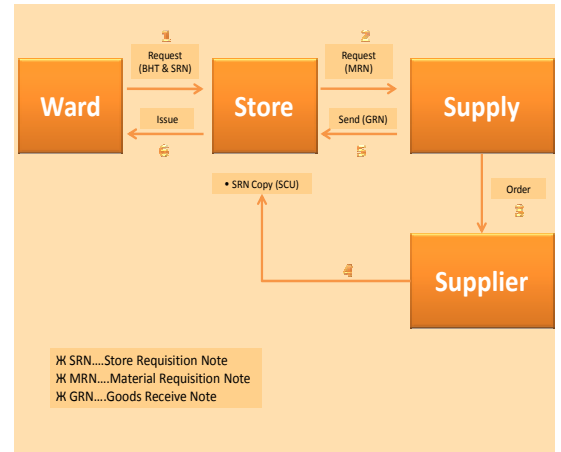 1
2
Request
(BHT & SRN)
Request
(MRN)
Ward
Store
Supply
Issue
Send (GRN)
6
5
• SRN Copy (SCU)
Order
3
4
Supplier
Ж SRN....Store Requisition Note
Ж MRN....Material Requisition Note
Ж GRN....Goods Receive Note